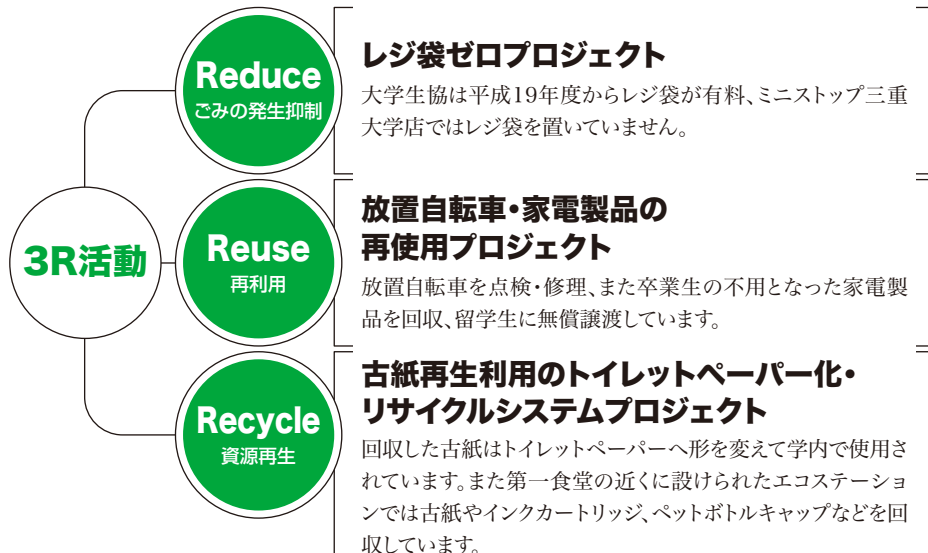 3R活動
Reduce
ごみの発生抑制
レジ袋ゼロプロジェクト
大学生協は平成19年度からレジ袋が有料、ミニストップ三重
大学店ではレジ袋を置いていません。
Reuse
再利用
放置自転車・家電製品の
再使用プロジェクト
放置自転車を点検・修理、また卒業生の不用となった家電製
品を回収、留学生に無償譲渡しています。
Recycle
資源再生
古紙再生利用のトイレットペーパー化・
リサイクルシステムプロジェクト
回収した古紙はトイレットペーパーへ形を変えて学内で使用さ
れています。また第一食堂の近くに設けられたエコステーショ
ンでは古紙やインクカートリッジ、ペットボトルキャップなどを回
収しています。